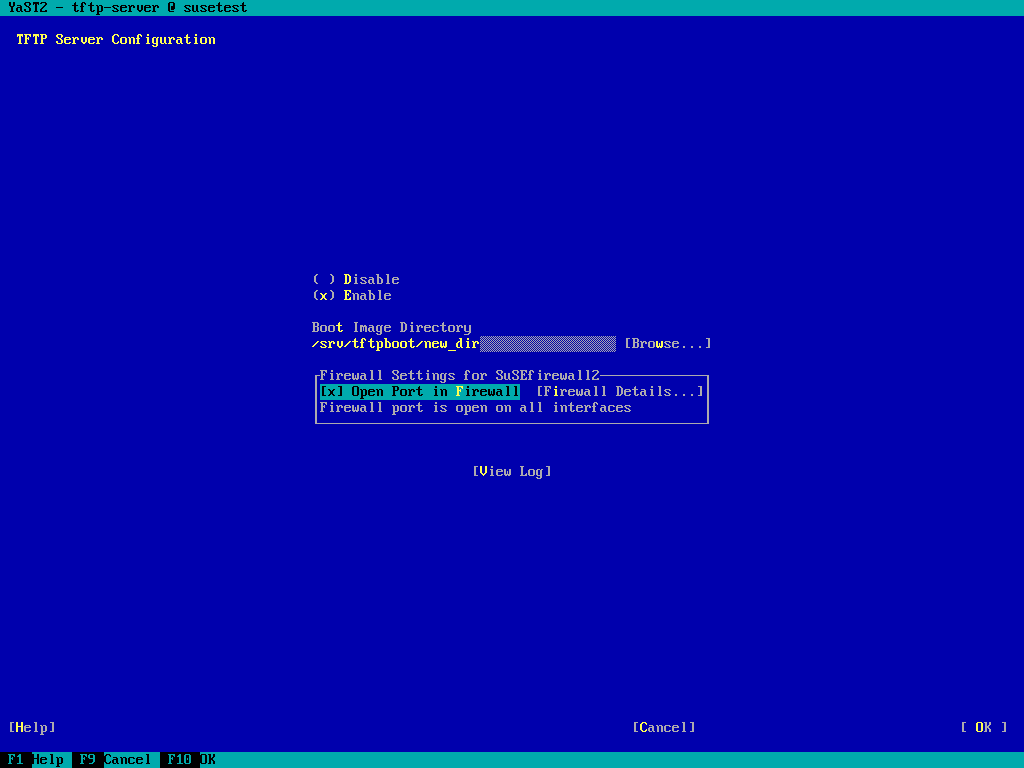 YaST2 - tftp-server @ susetest
TFTP Server Configuration
( ) Disable
(x) Enable
Boot Image Directory
/srv/tftpboot/new_dir [Browse...]
Firewall Settings for SuSEfirewall2
[x] Open Port in Firewall [Firewall Details...]
Firewall port is open on all interfaces
[View Log]
[Help] [Cancel] [ OK ]
F1 Help F9 Cancel F10 OK